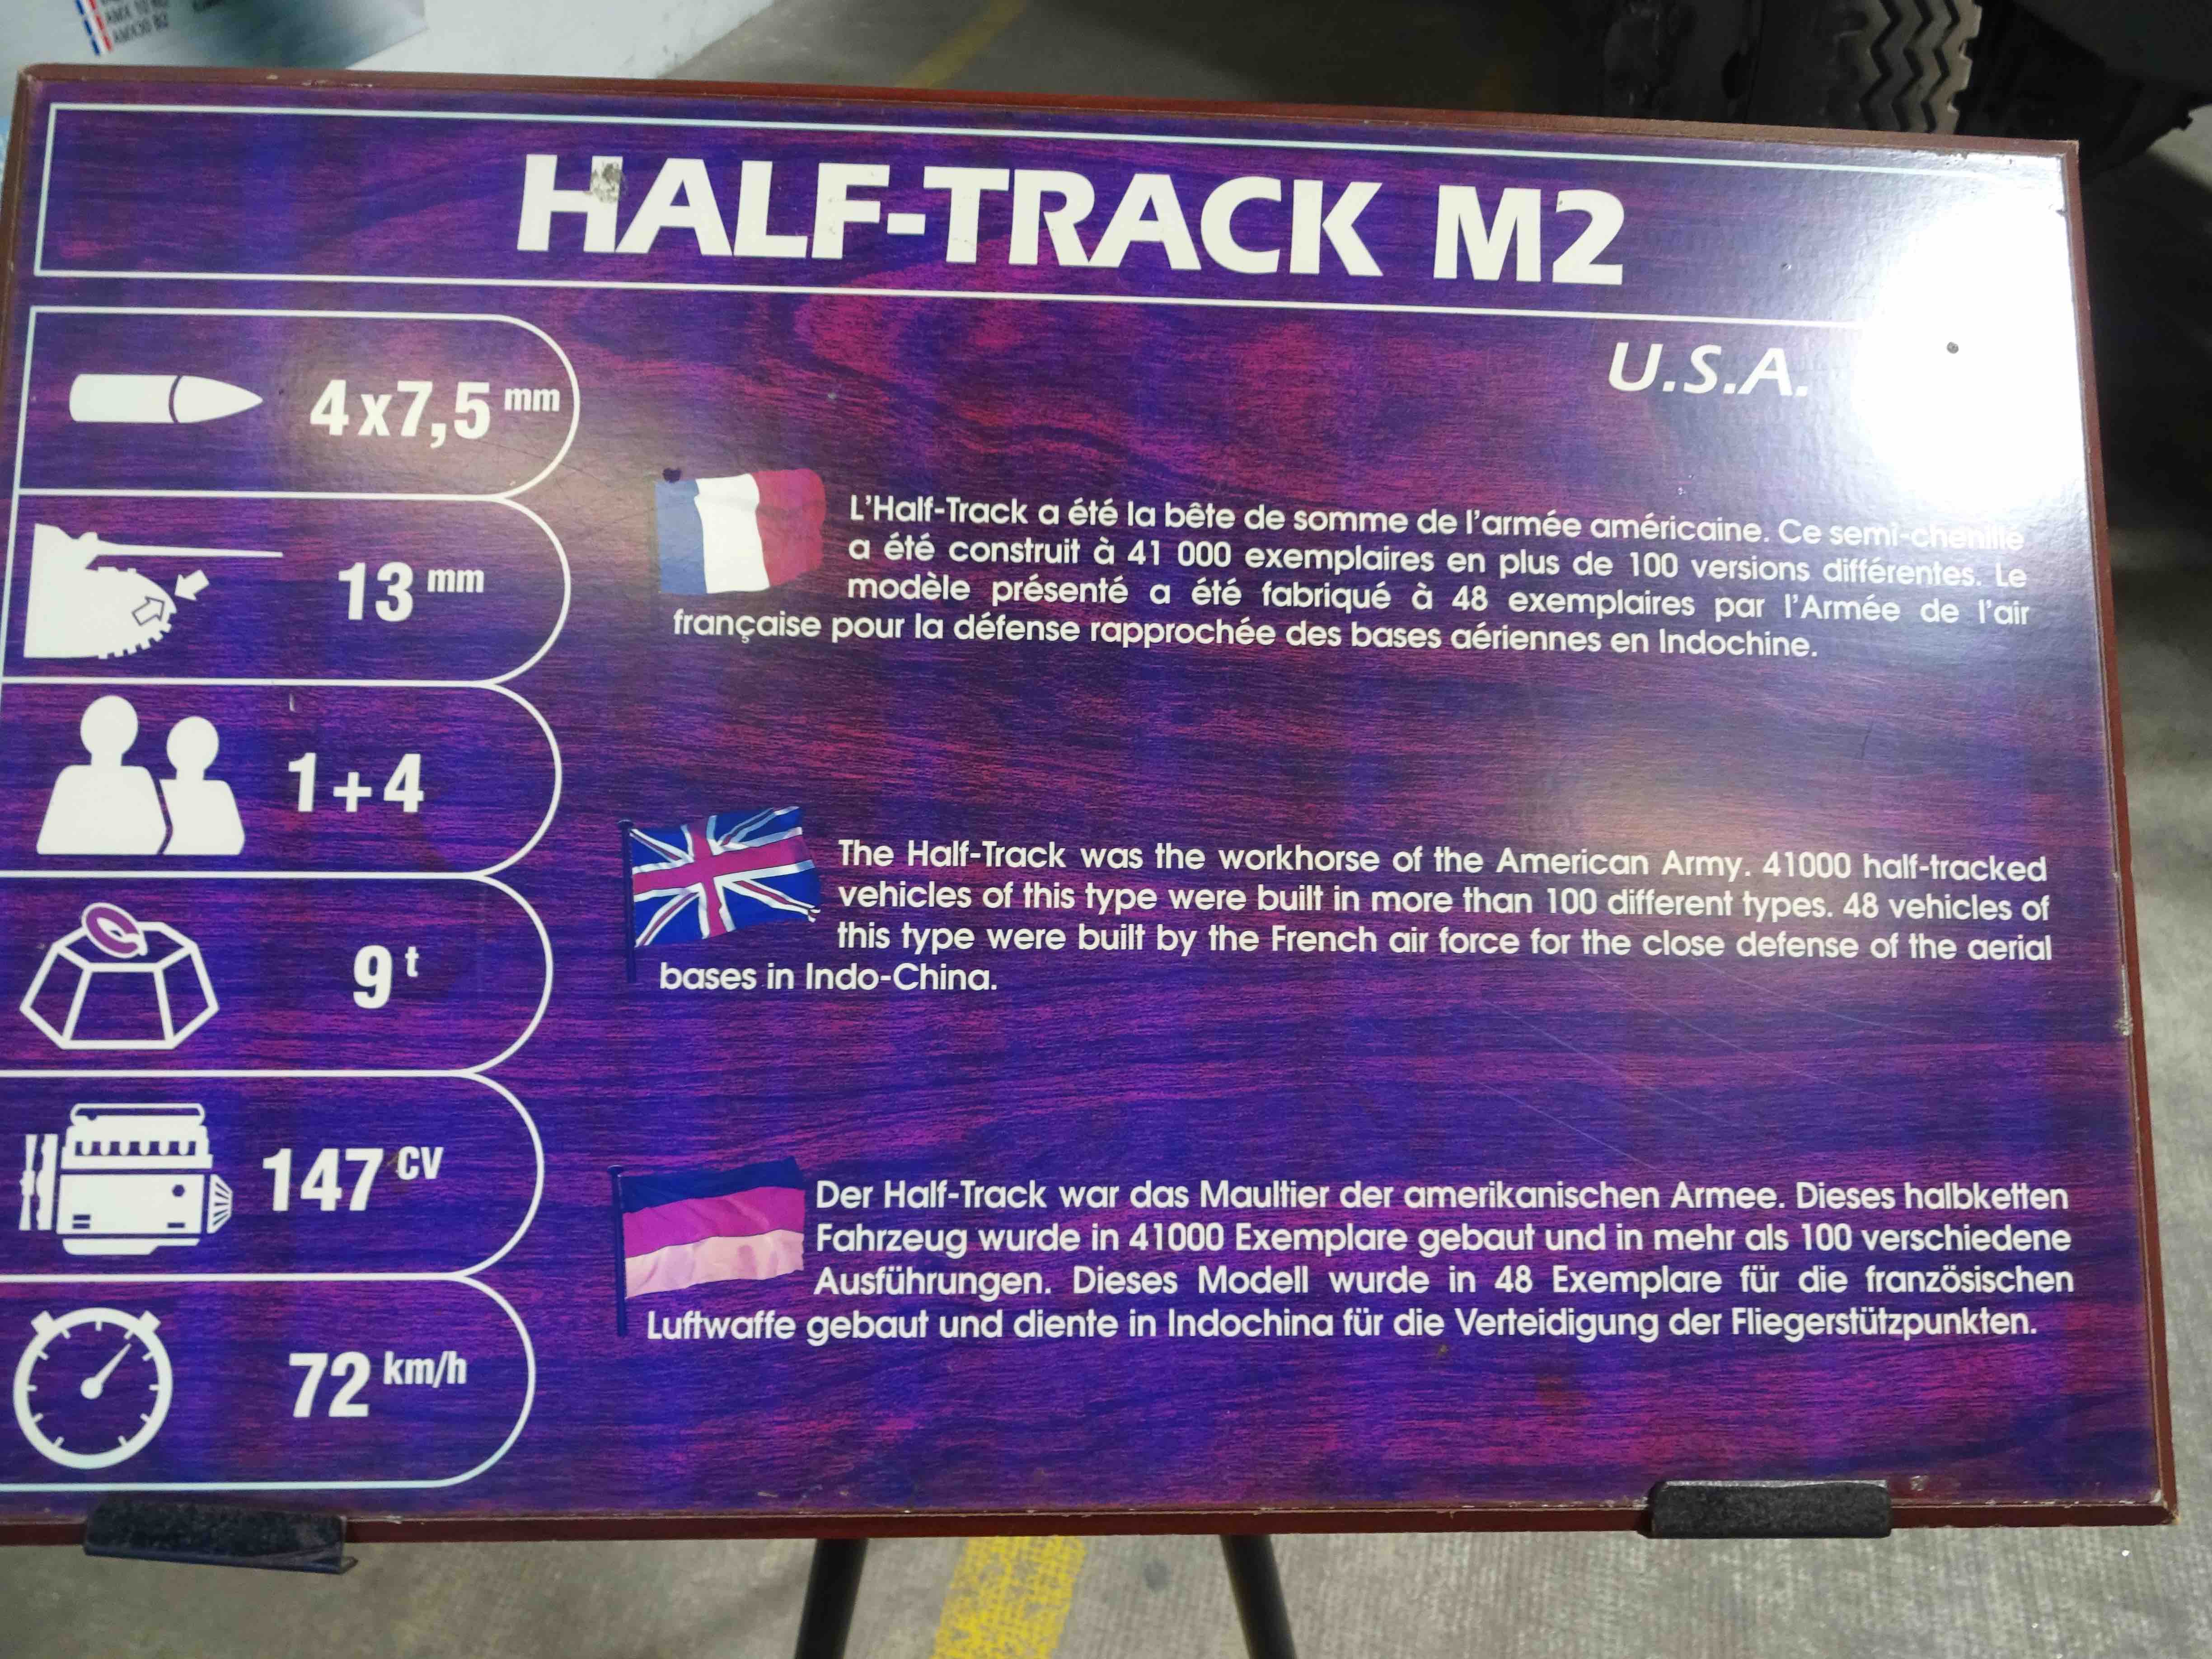 AMX30 B2
HALF-TRACK M2
U.S.A.
4x7,5 mm
13 mm
1+4
9 t
147 CV
72 km/h
L'Half-Track a été la bête de somme de l'armée américaine. Ce semi-chenille
a été construit à 41 000 exemplaires en plus de 100 versions différentes. Le
modèle présenté a été fabriqué à 48 exemplaires par l'Armée de l'air
française pour la défense rapprochée des bases aériennes en Indochine.
The Half-Track was the workhorse of the American Army. 41000 half-tracked
vehicles of this type were built in more than 100 different types. 48 vehicles of
this type were built by the French air force for the close defense of the aerial
bases in Indo-China.
Der Half-Track war das Maultier der amerikanischen Armee. Dieses halbketten
Fahrzeug wurde in 41000 Exemplare gebaut und in mehr als 100 verschiedene
Ausführungen. Dieses Modell wurde in 48 Exemplare für die französischen
Luftwaffe gebaut und diente in Indochina für die Verteidigung der Fliegerstützpunkten.